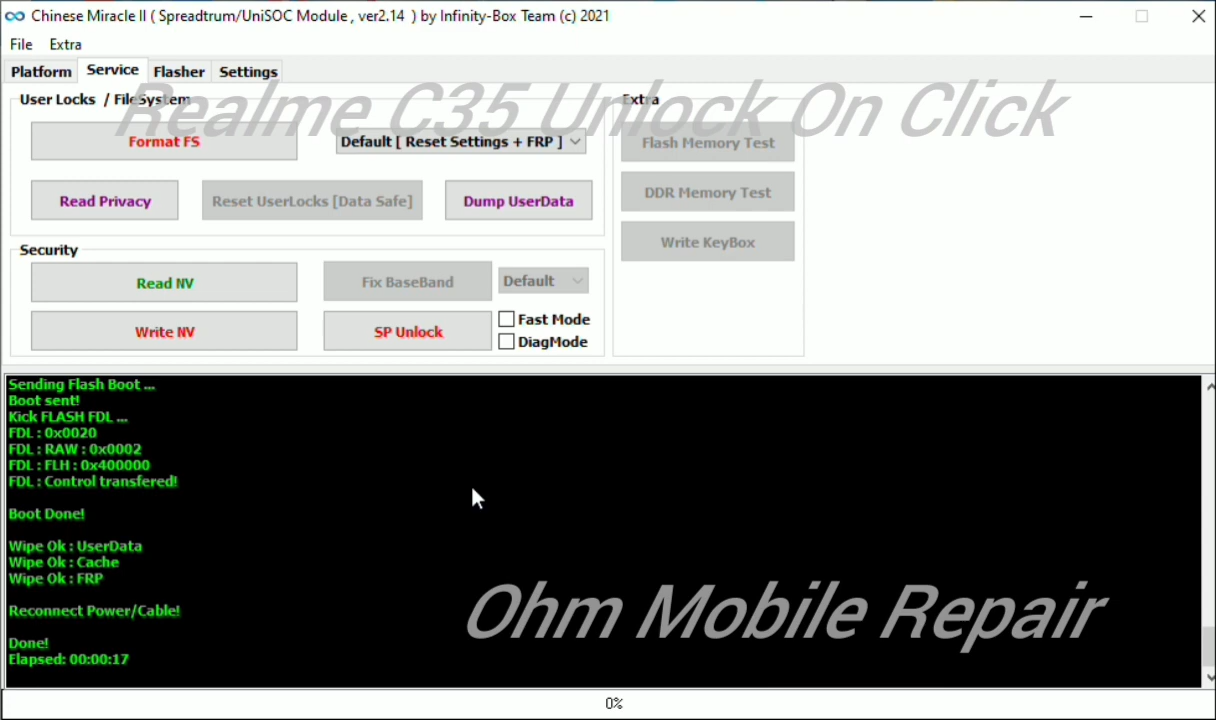 Chinese Miracle II ( Spreadtrum/UniSOC Module , ver2.14 ) by Infinity-Box Team (c) 2021
File Extra
Platform Service Flasher Settings
Realme C35 Unlock On Click
User Locks / FileSystem
Extra
Format FS
Default [ Reset Settings + FRP ]
Flash Memory Test
Read Privacy
Reset UserLocks [Data Safe]
Dump UserData
DDR Memory Test
Write KeyBox
Security
Read NV
Fix BaseBand
Default
Fast Mode
Write NV
SP Unlock
DiagMode
Sending Flash Boot ...
Boot sent!
Kick FLASH FDL ...
FDL : 0x0020
FDL : RAW : 0x0002
FDL : FLH : 0x400000
FDL : Control transfered!
Boot Done!
Wipe Ok : UserData
Wipe Ok : Cache
Wipe Ok : FRP
Reconnect Power/Cable!
Done!
Elapsed: 00:00:17
Ohm Mobile Repair
0%